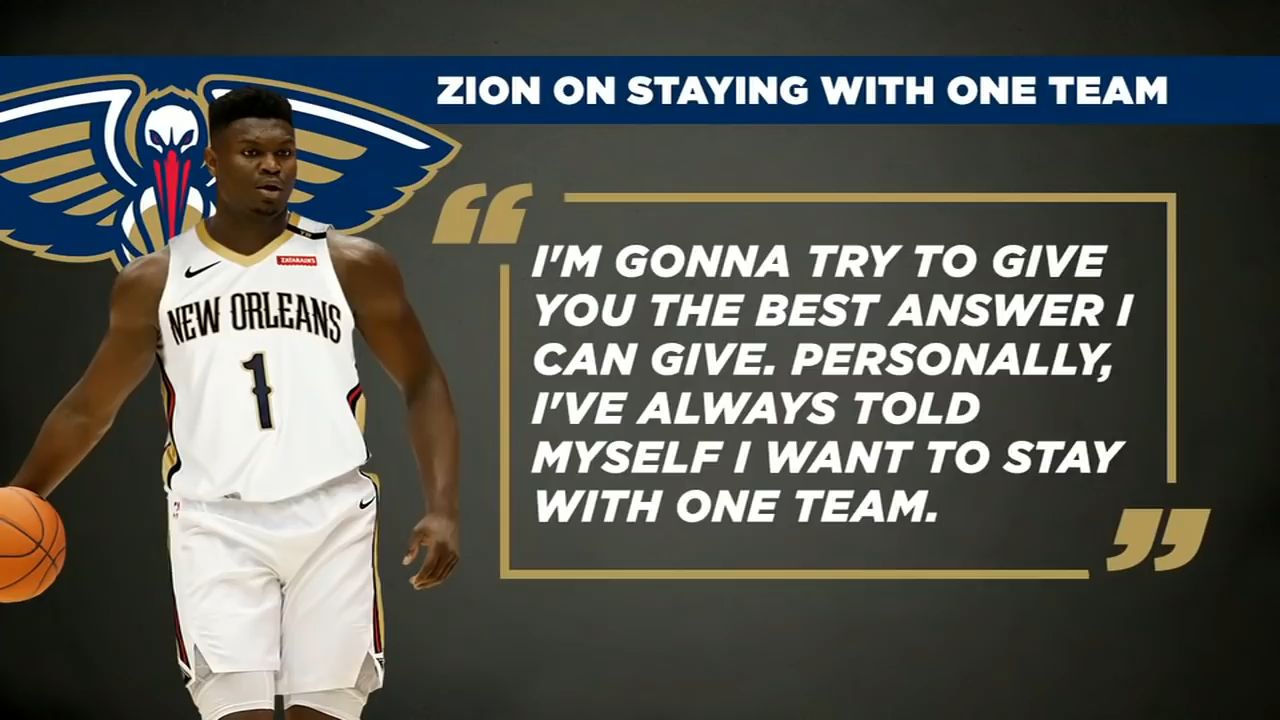 ZION ON STAYING WITH ONE TEAM
“
I'M GONNA TRY TO GIVE
YOU THE BEST ANSWER I
CAN GIVE. PERSONALLY,
I'VE ALWAYS TOLD
MYSELF I WANT TO STAY
WITH ONE TEAM.
”
ZATARAIN'S
NEW ORLEANS
1